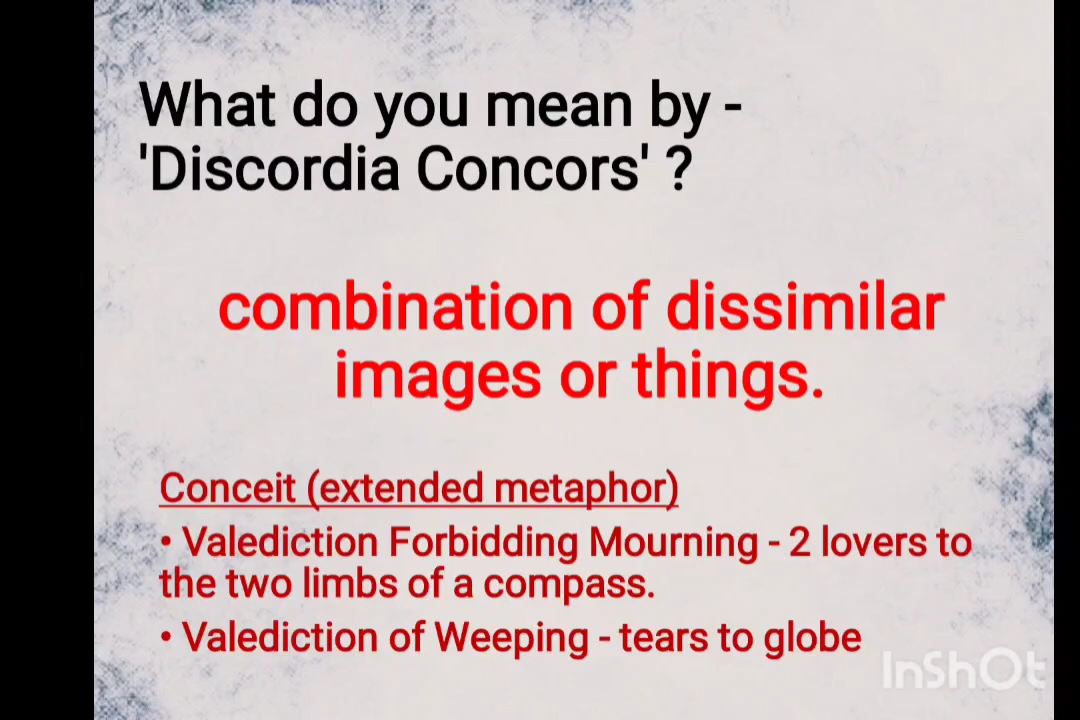 What do you mean by -
'Discordia Concors' ?
combination of dissimilar
images or things.
Conceit (extended metaphor)
• Valediction Forbidding Mourning - 2 lovers to
the two limbs of a compass.
• Valediction of Weeping - tears to globe
InShOt